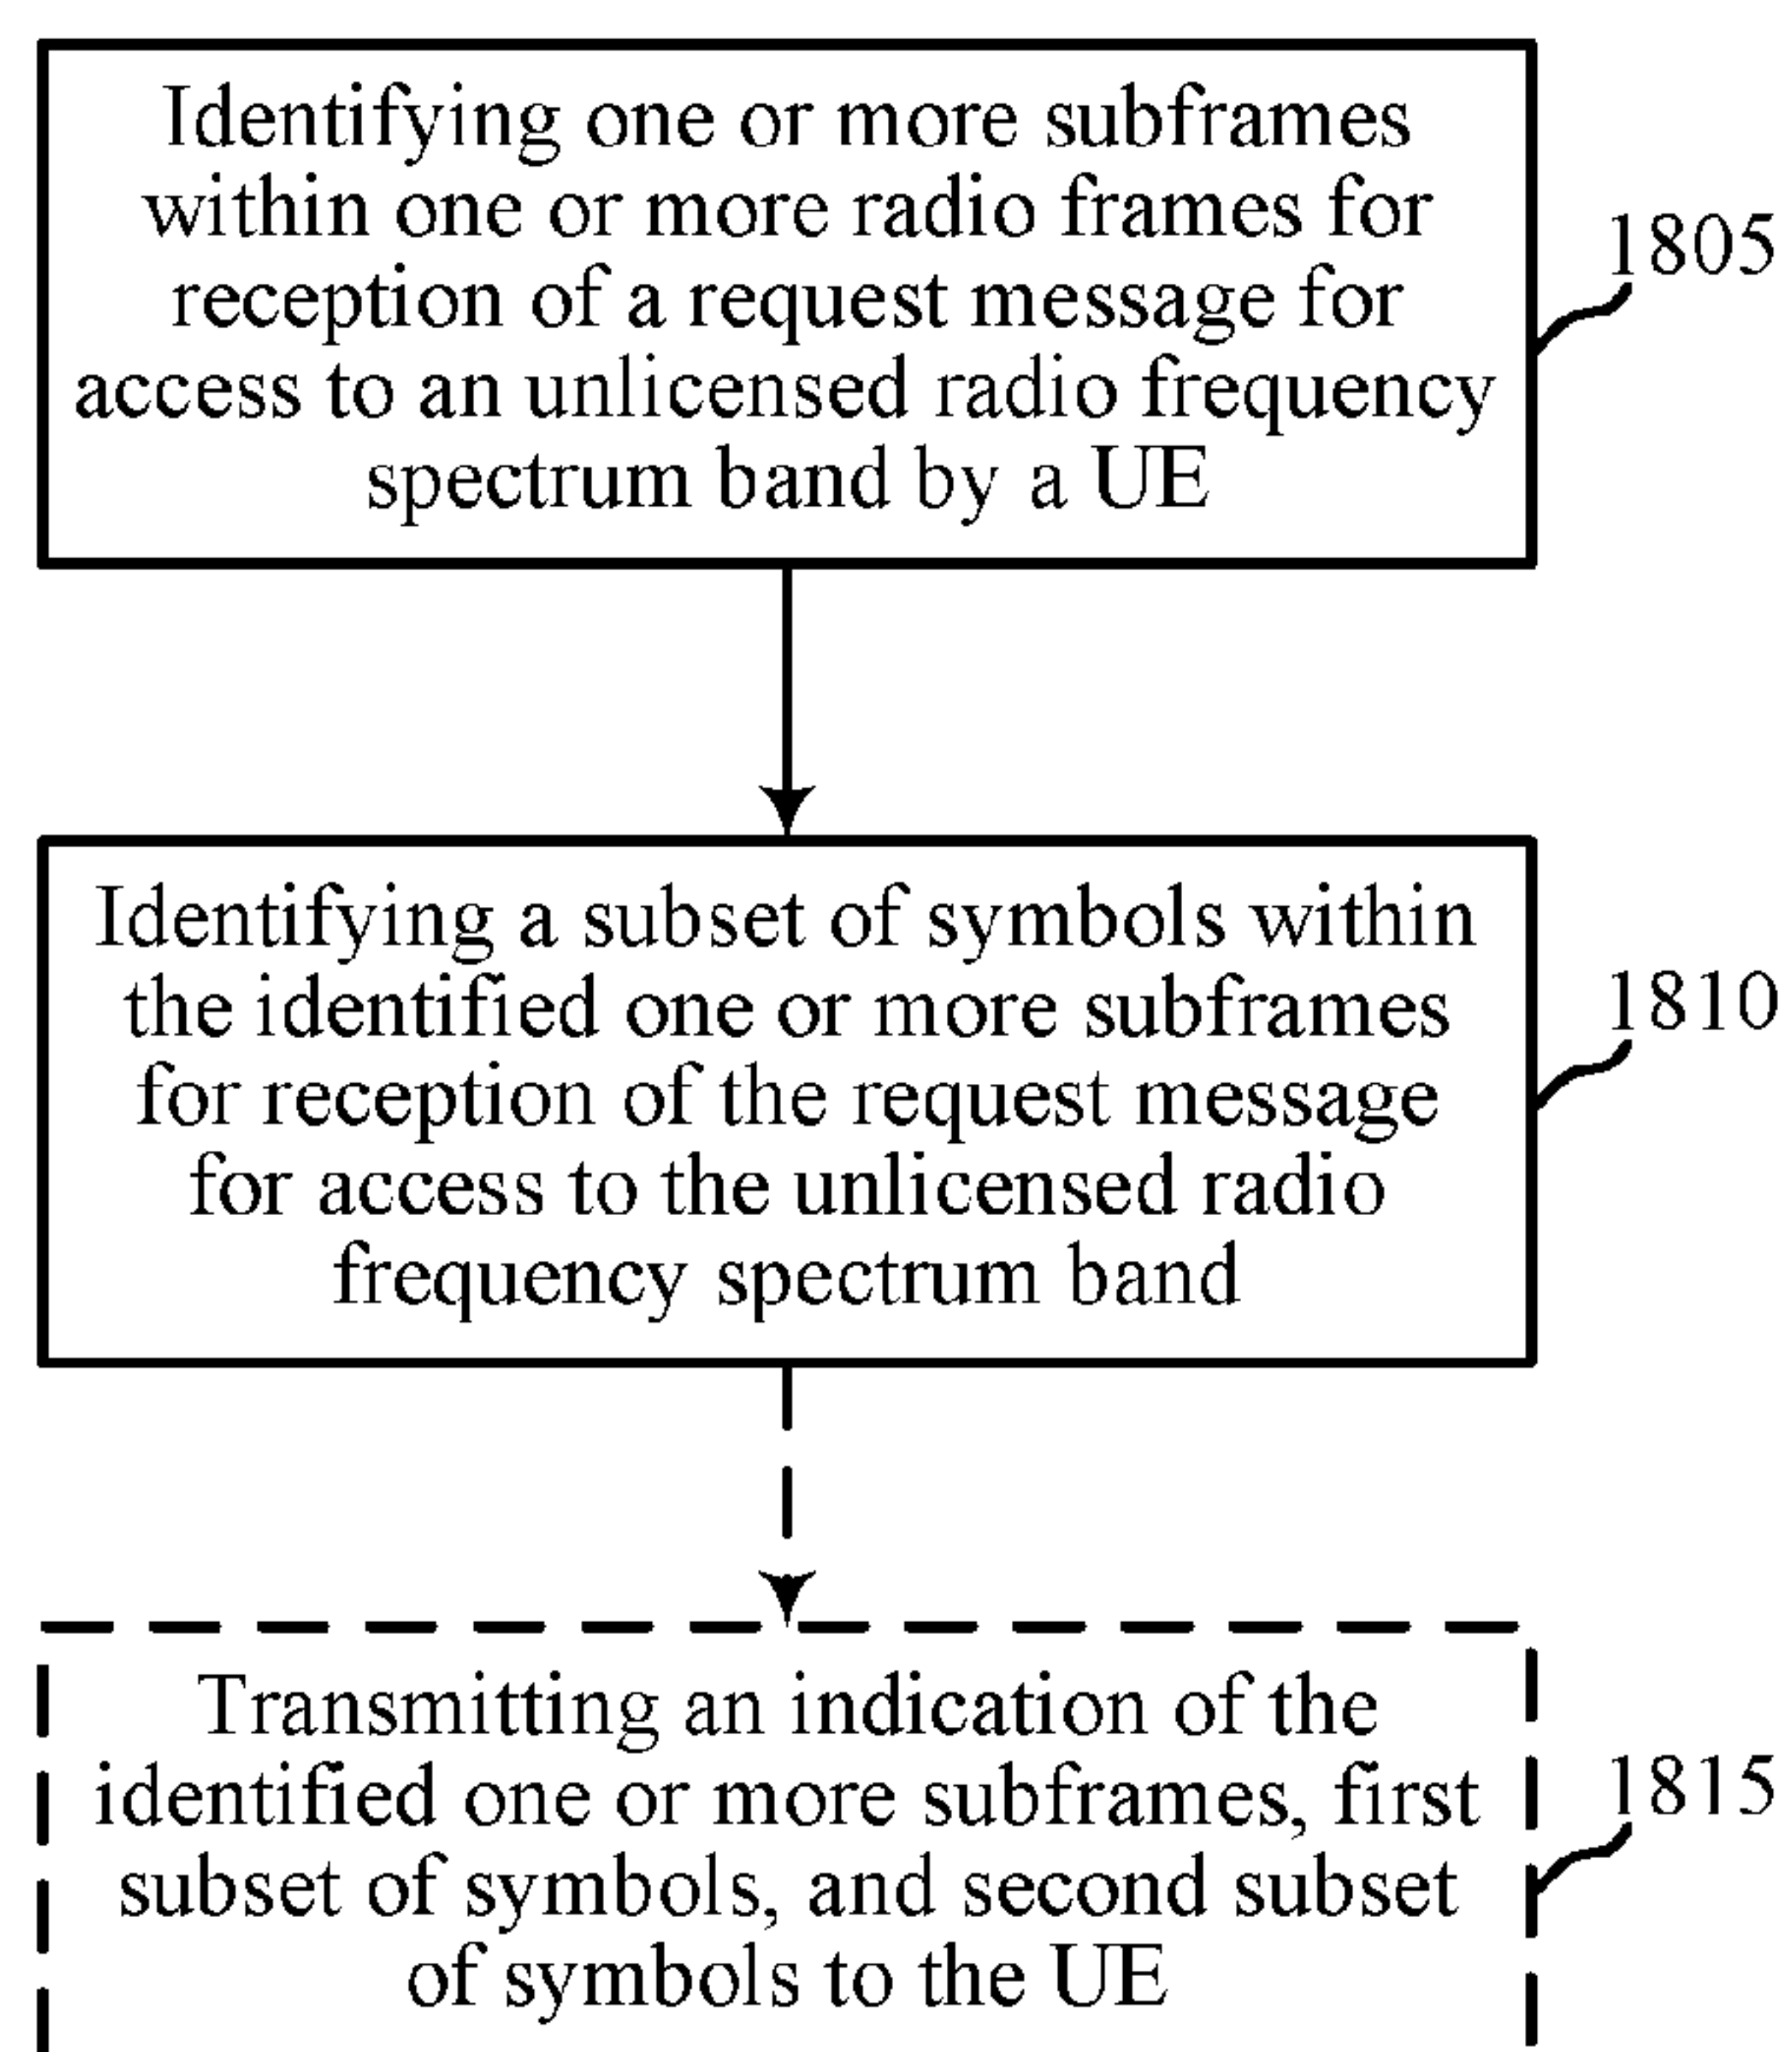 Identifying one or more subframes
within one or more radio frames for
reception of a request message for
access to an unlicensed radio frequency
spectrum band by a UE
1805
Identifying a subset of symbols within
the identified one or more subframes
for reception of the request message
for access to the unlicensed radio
frequency spectrum band
1810
Transmitting an indication of the
identified one or more subframes, first
subset of symbols, and second subset
of symbols to the UE
1815